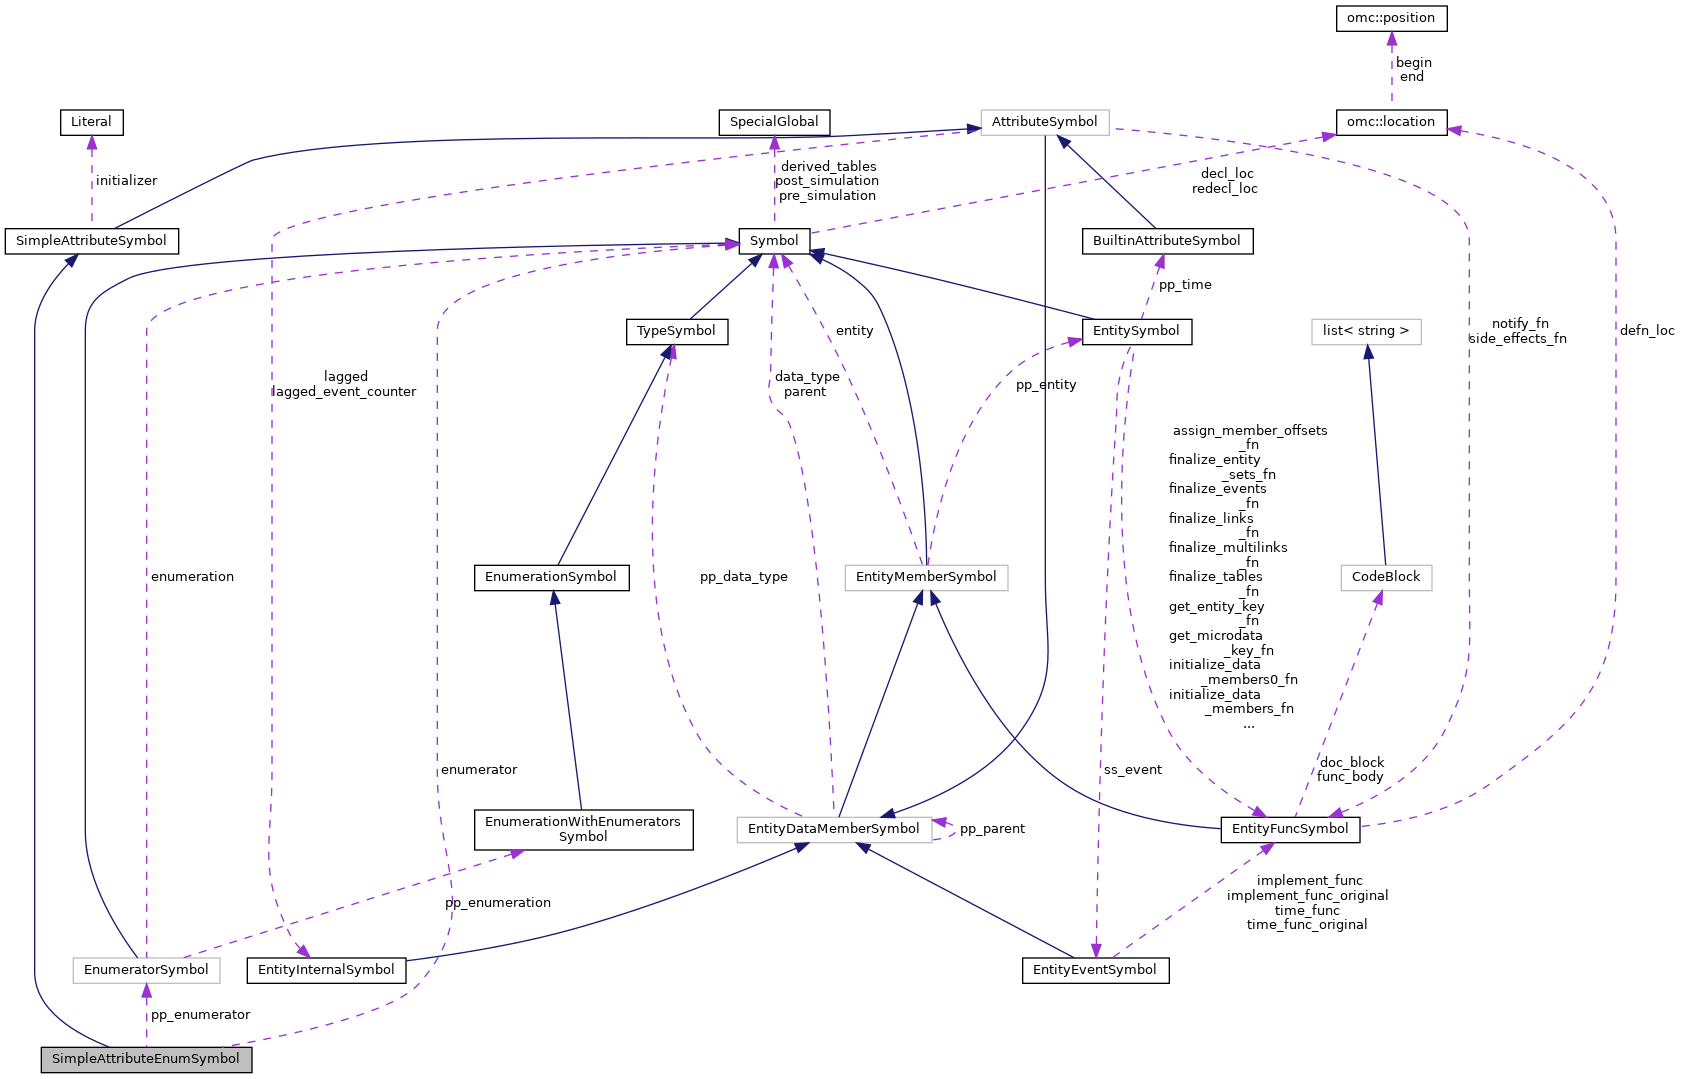 omc::position
begin
end
Literal
SpecialGlobal
AttributeSymbol
omc::location
initializer
derived_tables
post_simulation
pre_simulation
decl_loc
redecl_loc
SimpleAttributeSymbol
Symbol
BuiltinAttributeSymbol
pp_time
TypeSymbol
entity
EntitySymbol
notify_fn
side_effects_fn
list< string >
defn_loc
lagged
lagged_event_counter
data_type
parent
pp_entity
assign_member_offsets
_fn
finalize_entity
_sets_fn
finalize_events
_fn
finalize_links
_fn
finalize_multilinks
_fn
finalize_tables
_fn
get_entity_key
_fn
get_microdata
_key_fn
initialize_data
_members0_fn
initialize_data
_members_fn
...
enumeration
EnumerationSymbol
pp_data_type
EntityMemberSymbol
CodeBlock
enumerator
ss_event
doc_block
func_body
EnumerationWithEnumerators
Symbol
EntityDataMemberSymbol
pp_parent
EntityFuncSymbol
pp_enumeration
implement_func
implement_func_original
time_func
time_func_original
EnumeratorSymbol
EntityInternalSymbol
EntityEventSymbol
pp_enumerator
SimpleAttributeEnumSymbol